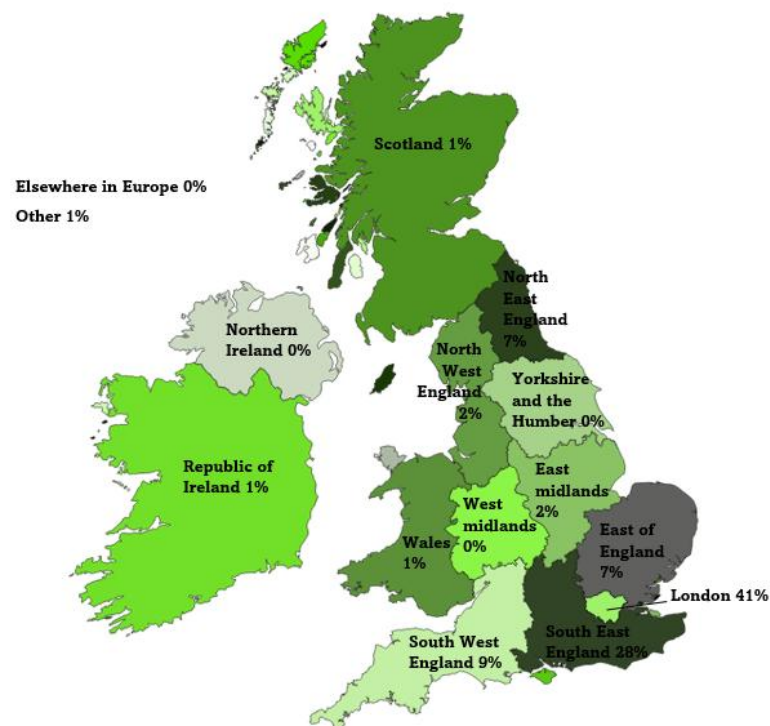 Scotland 1%
Elsewhere in Europe 0%
Other 1%
North
East
England
7%
Northern
Ireland 0%
North
West
England
2%
Yorkshire
and the
Humber 0%
Republic of
Ireland 1%
East
midlands
2%
West
midlands
0%
Wales
1%
East of
England
7%
London 41%
South West
England 9%
South East
England 28%